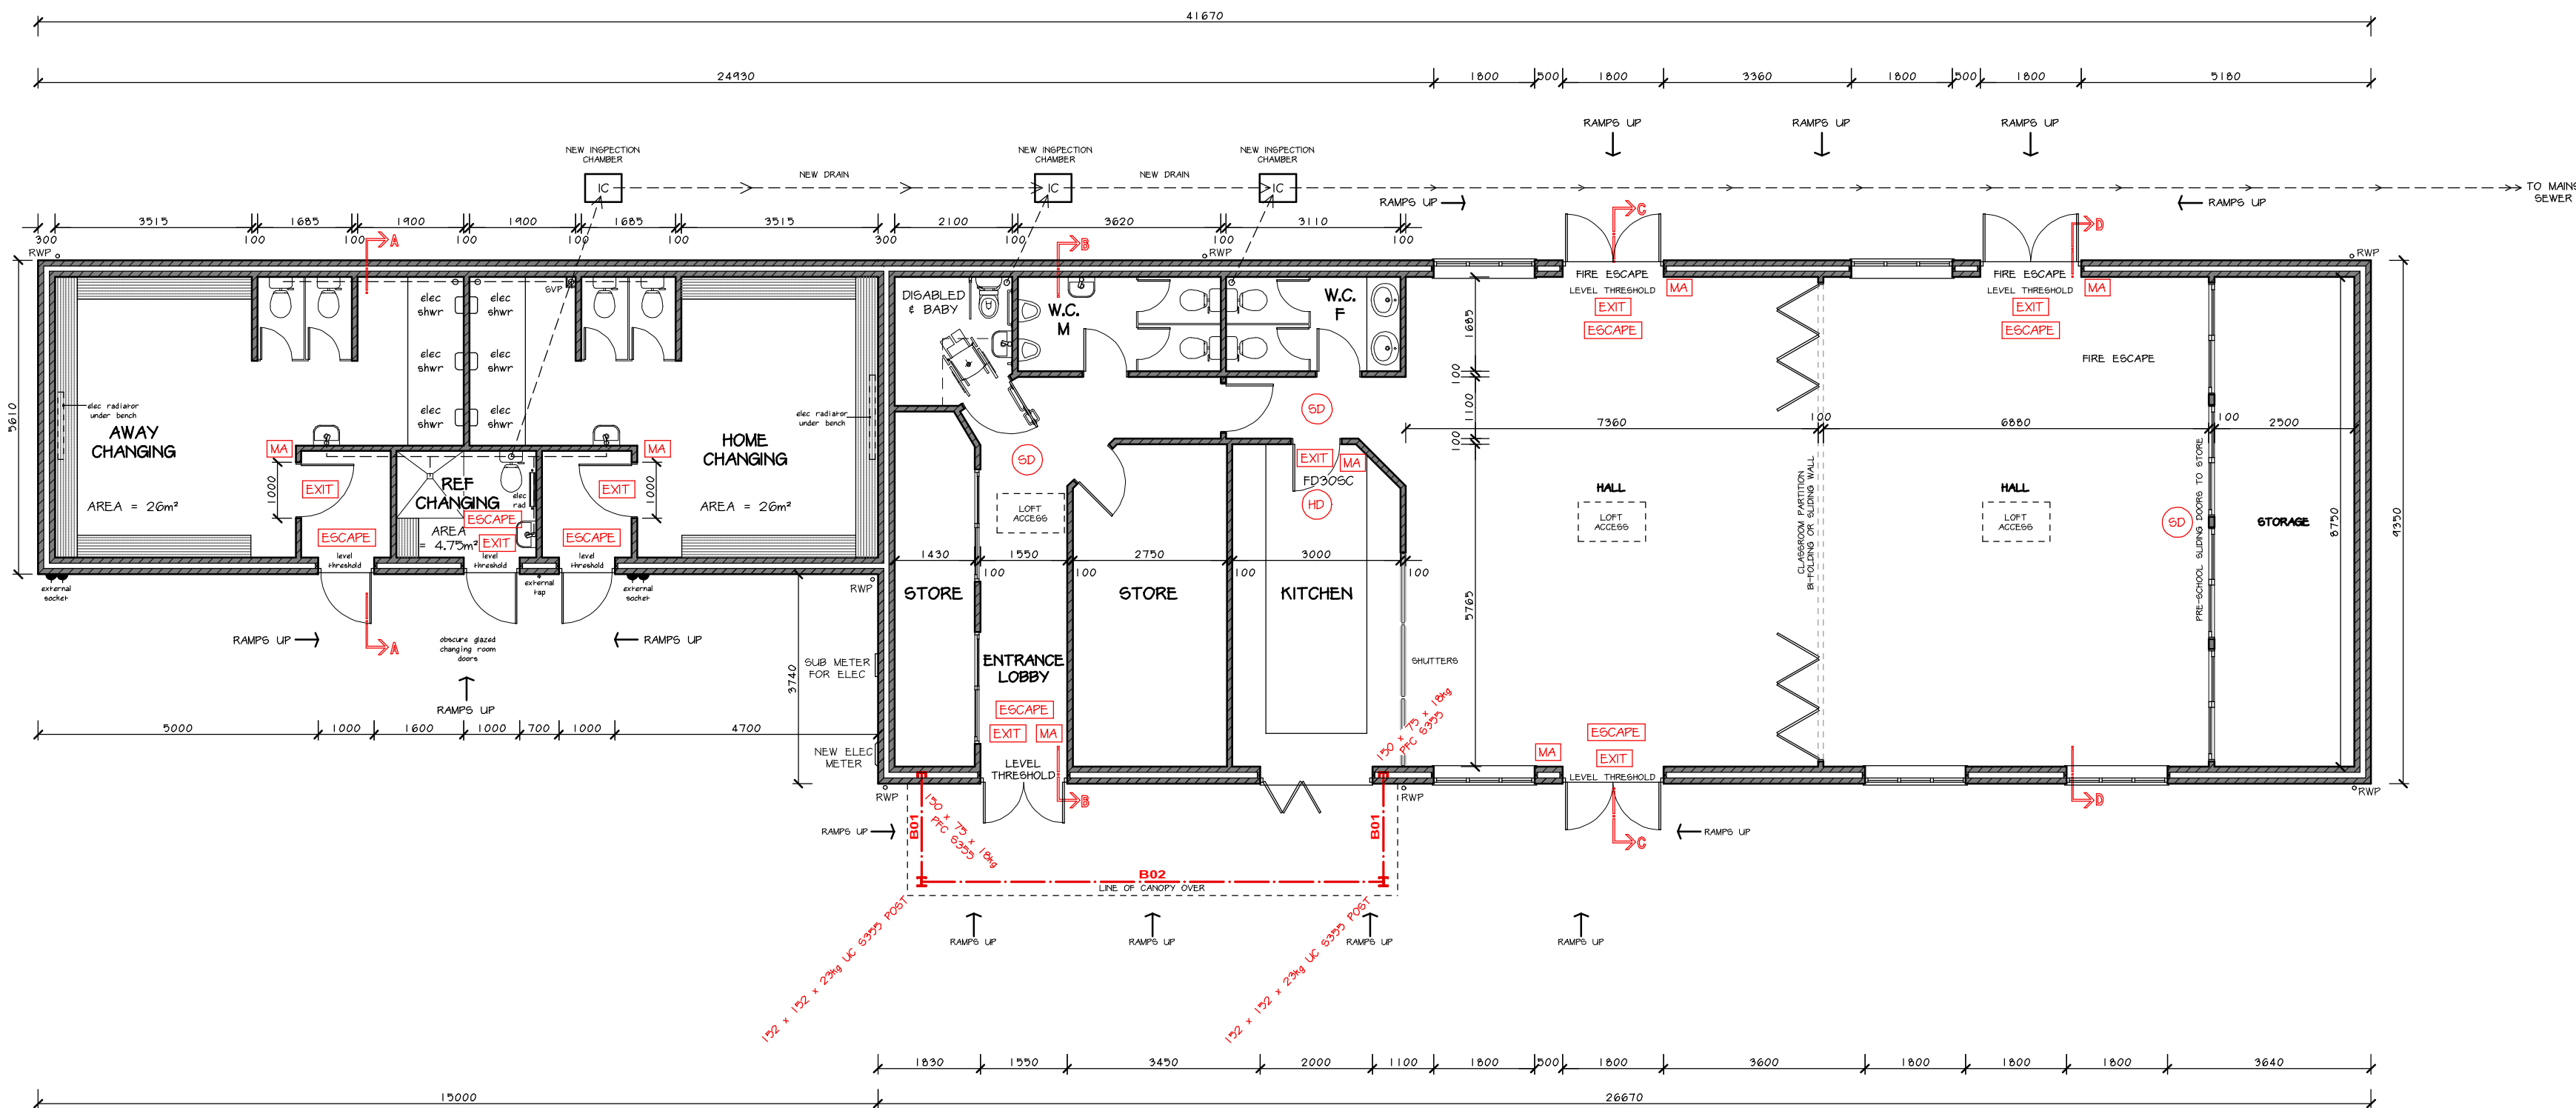 41670
24930
1800
500
1800
3360
1800
500
1800
5180
RAMPS UP
RAMPS UP
RAMPS UP
NEW INSPECTION
CHAMBER
NEW INSPECTION
CHAMBER
NEW INSPECTION
CHAMBER
NEW DRAIN
NEW DRAIN
IC
IC
IC
TO MAINS
SEWER
RAMPS UP
RAMPS UP
3515
1685
1900
1900
1685
3515
2100
3620
3110
300
100
100
100
100
100
300
100
100
100
A
B
C
D
RWP
RWP
RWP
SVP
elec
shwr
elec
shwr
elec
shwr
elec
shwr
elec
shwr
elec
shwr
DISABLED
& BABY
W.C.
M
W.C.
F
FIRE ESCAPE
LEVEL THRESHOLD
MA
EXIT
ESCAPE
FIRE ESCAPE
LEVEL THRESHOLD
MA
EXIT
ESCAPE
FIRE ESCAPE
5610
elec radiator
under bench
elec radiator
under bench
AWAY
CHANGING
AREA = 26m²
HOME
CHANGING
AREA = 26m²
MA
MA
1000
1000
EXIT
EXIT
REF
CHANGING
elec
rad
ESCAPE
AREA
= 4.75m²
EXIT
ESCAPE
ESCAPE
level
threshold
level
threshold
level
threshold
external
socket
external
tap
external
socket
SD
SD
EXIT
MA
FD30SC
HD
1685
100
1100
100
5765
7360
100
6880
100
2500
HALL
LOFT
ACCESS
HALL
LOFT
ACCESS
LOFT
ACCESS
SD
STORAGE
CLASSROOM PARTITION
BI-FOLDING OR SLIDING WALL
PRE-SCHOOL SLIDING DOORS TO STORE
8750
9350
1430
1550
2750
3000
100
100
100
100
STORE
STORE
KITCHEN
SHUTTERS
RWP
RAMPS UP
RAMPS UP
A
obscure glazed
changing room
doors
RAMPS UP
SUB METER
FOR ELEC
3740
ENTRANCE
LOBBY
ESCAPE
EXIT
MA
LEVEL
THRESHOLD
NEW ELEC
METER
5000
1000
1600
1000
700
1000
4700
150 x 75 x 18kg
PFC S355
ESCAPE
MA
EXIT
LEVEL THRESHOLD
RWP
B
RWP
D
RWP
150 x 75 x 18kg
PFC S355
B01
B01
RAMPS UP
RAMPS UP
C
B02
LINE OF CANOPY OVER
152 x 152 x 23kg UC S355 POST
152 x 152 x 23kg UC S355 POST
RAMPS UP
RAMPS UP
RAMPS UP
RAMPS UP
1830
1550
3450
2000
1100
1800
500
1800
3600
1800
1800
1800
3640
15000
26670